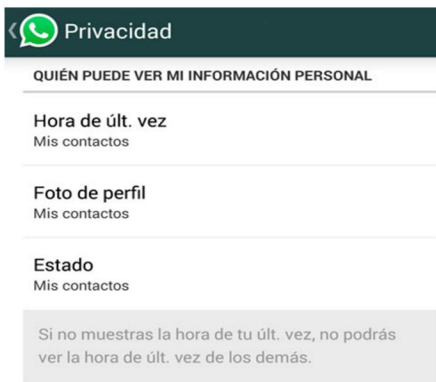 Privacidad
QUIÉN PUEDE VER MI INFORMACIÓN PERSONAL
Hora de últ. vez
Mis contactos
Foto de perfil
Mis contactos
Estado
Mis contactos
Si no muestras la hora de tu últ. vez, no podrás
ver la hora de últ. vez de los demás.